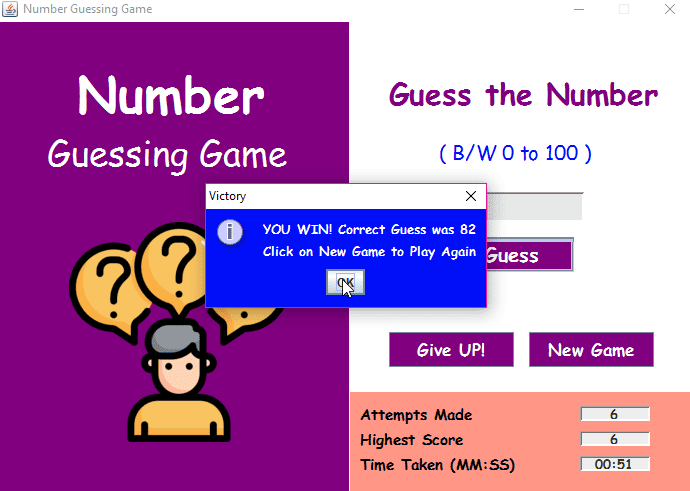 Number Guessing Game
Number
Guessing Game
Guess the Number
( B/W 0 to 100 )
Victory
YOU WIN! Correct Guess was 82
Click on New Game to Play Again
OK
Guess
Give UP!
New Game
Attempts Made 6
Highest Score 6
Time Taken (MM:SS) 00:51